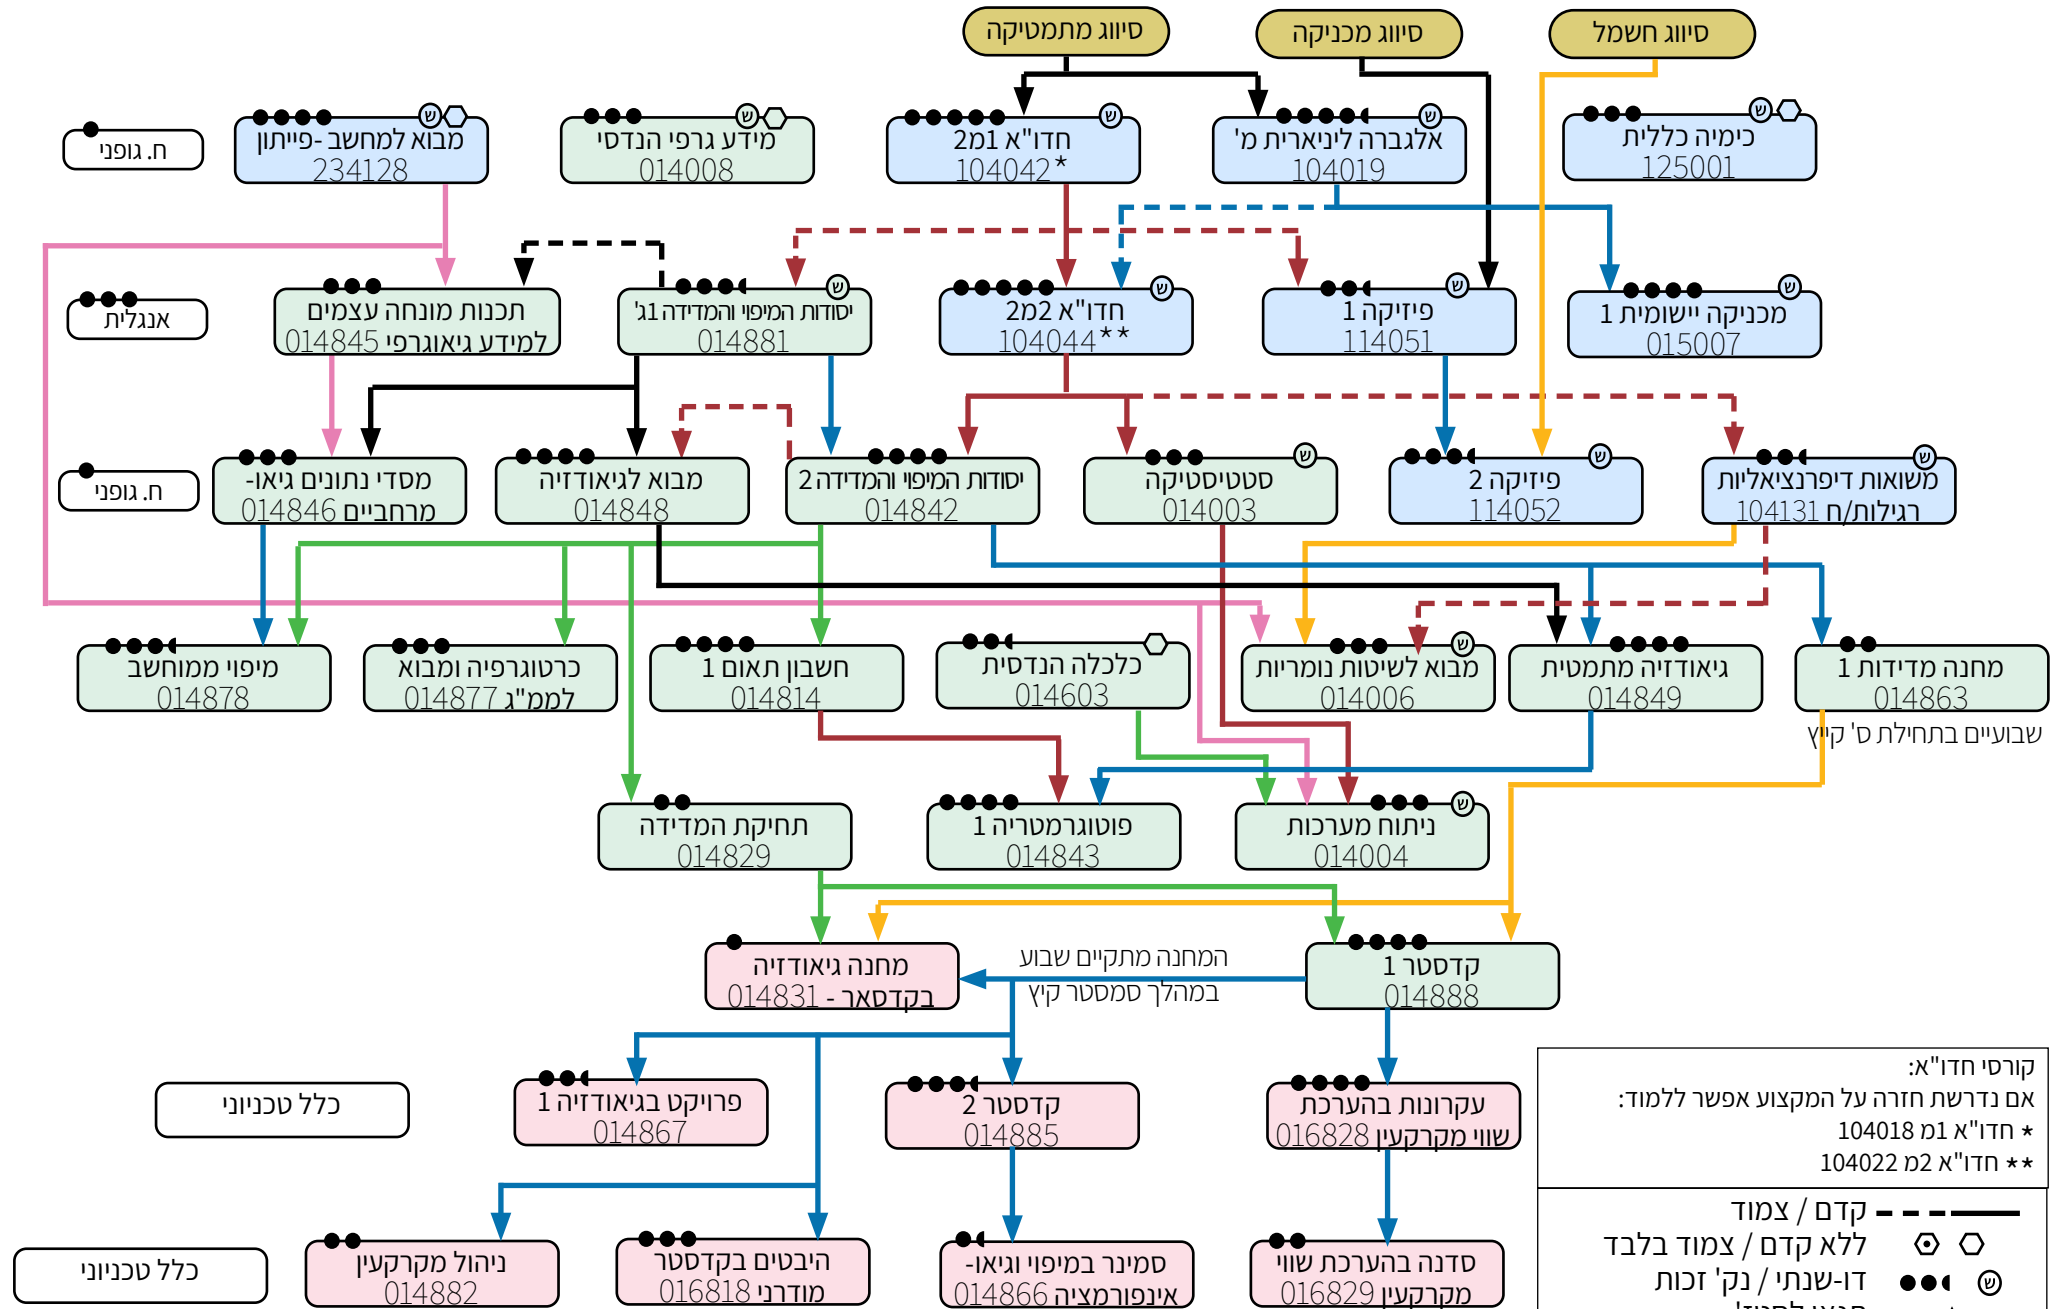 סיווג חשמל
סיווג מכניקה
סיווג מתמטיקה
ש
כימיה כללית
125001
ש
אלגברה ליניארית מ'
104019
ש
חדו"א 1מ2
104042*
ש
מידע גרפי הנדסי
014008
ש
מבוא למחשב -פייתון
234128
ח. גופני
ש
מכניקה יישומית 1
015007
ש
פיזיקה 1
114051
ש
חדו"א 2מ2
104044**
ש
יסודות המיפוי והמדידה 1ג'
014881
תכנות מונחה עצמים
למידע גיאוגרפי 014845
אנגלית
ש
משואות דיפרנציאליות
רגילות/ח 104131
ש
פיזיקה 2
114052
ש
סטטיסטיקה
014003
יסודות המיפוי והמדידה 2
014842
מבוא לגיאודזיה
014848
מסדי נתונים גיאו-
מרחביים 014846
ח. גופני
מחנה מדידות 1
014863
שבועיים בתחילת ס' קייץ
גיאודזיה מתמטית
014849
ש
מבוא לשיטות נומריות
014006
כלכלה הנדסית
014603
חשבון תאום 1
014814
כרטוגרפיה ומבוא
לממ"ג 014877
מיפוי ממוחשב
014878
ש
ניתוח מערכות
014004
פוטוגרמטריה 1
014843
תחיקת המדידה
014829
קדסטר 1
014888
המחנה מתקיים שבוע
במהלך סמסטר קיץ
מחנה גיאודזיה
בקדסאר - 014831
עקרונות בהערכת
שווי מקרקעין 016828
קדסטר 2
014885
פרויקט בגיאודזיה 1
014867
כלל טכניוני
סדנה בהערכת שווי
מקרקעין 016829
סמינר במיפוי וגיאו-
אינפורמציה 014866
היבטים בקדסטר
מודרני 016818
ניהול מקרקעין
014882
כלל טכניוני
קורסי חדו"א:
אם נדרשת חזרה על המקצוע אפשר ללמוד:
* חדו"א 1מ 104018
** חדו"א 2מ 104022
קדם / צמוד
ללא קדם / צמוד בלבד
דו-שנתי / נק' זכות
ש